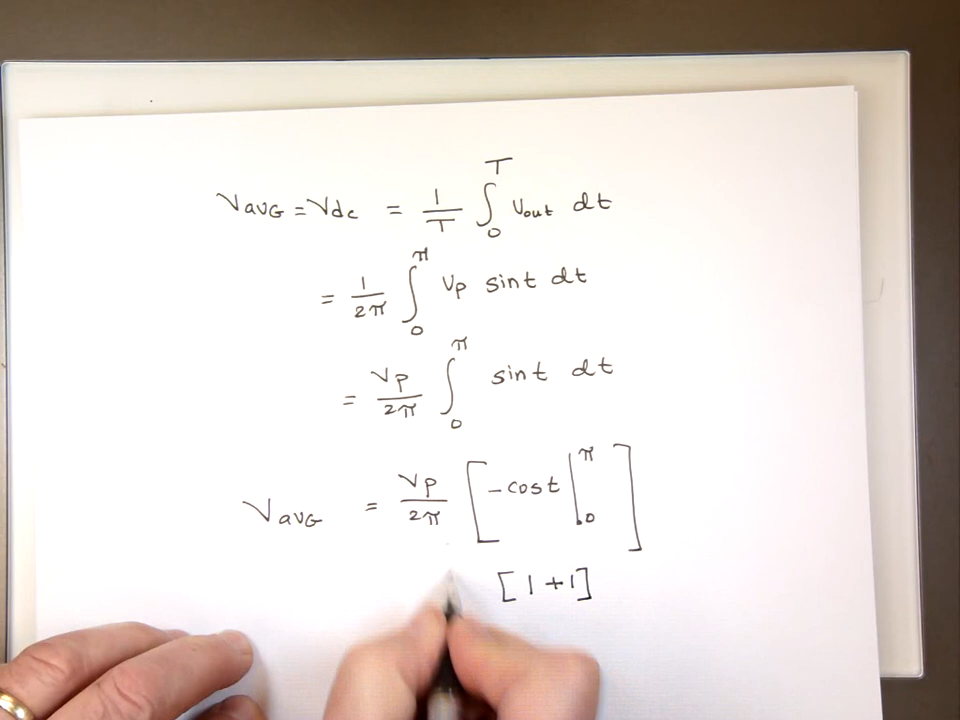 VAVG = Vdc = 1/T ∫₀ᵀ Vout dt
= 1/2π ∫₀^π Vp sint dt
= Vp/2π ∫₀^π sint dt
VAVG = Vp/2π [-cost |₀^π ]
[1+1]